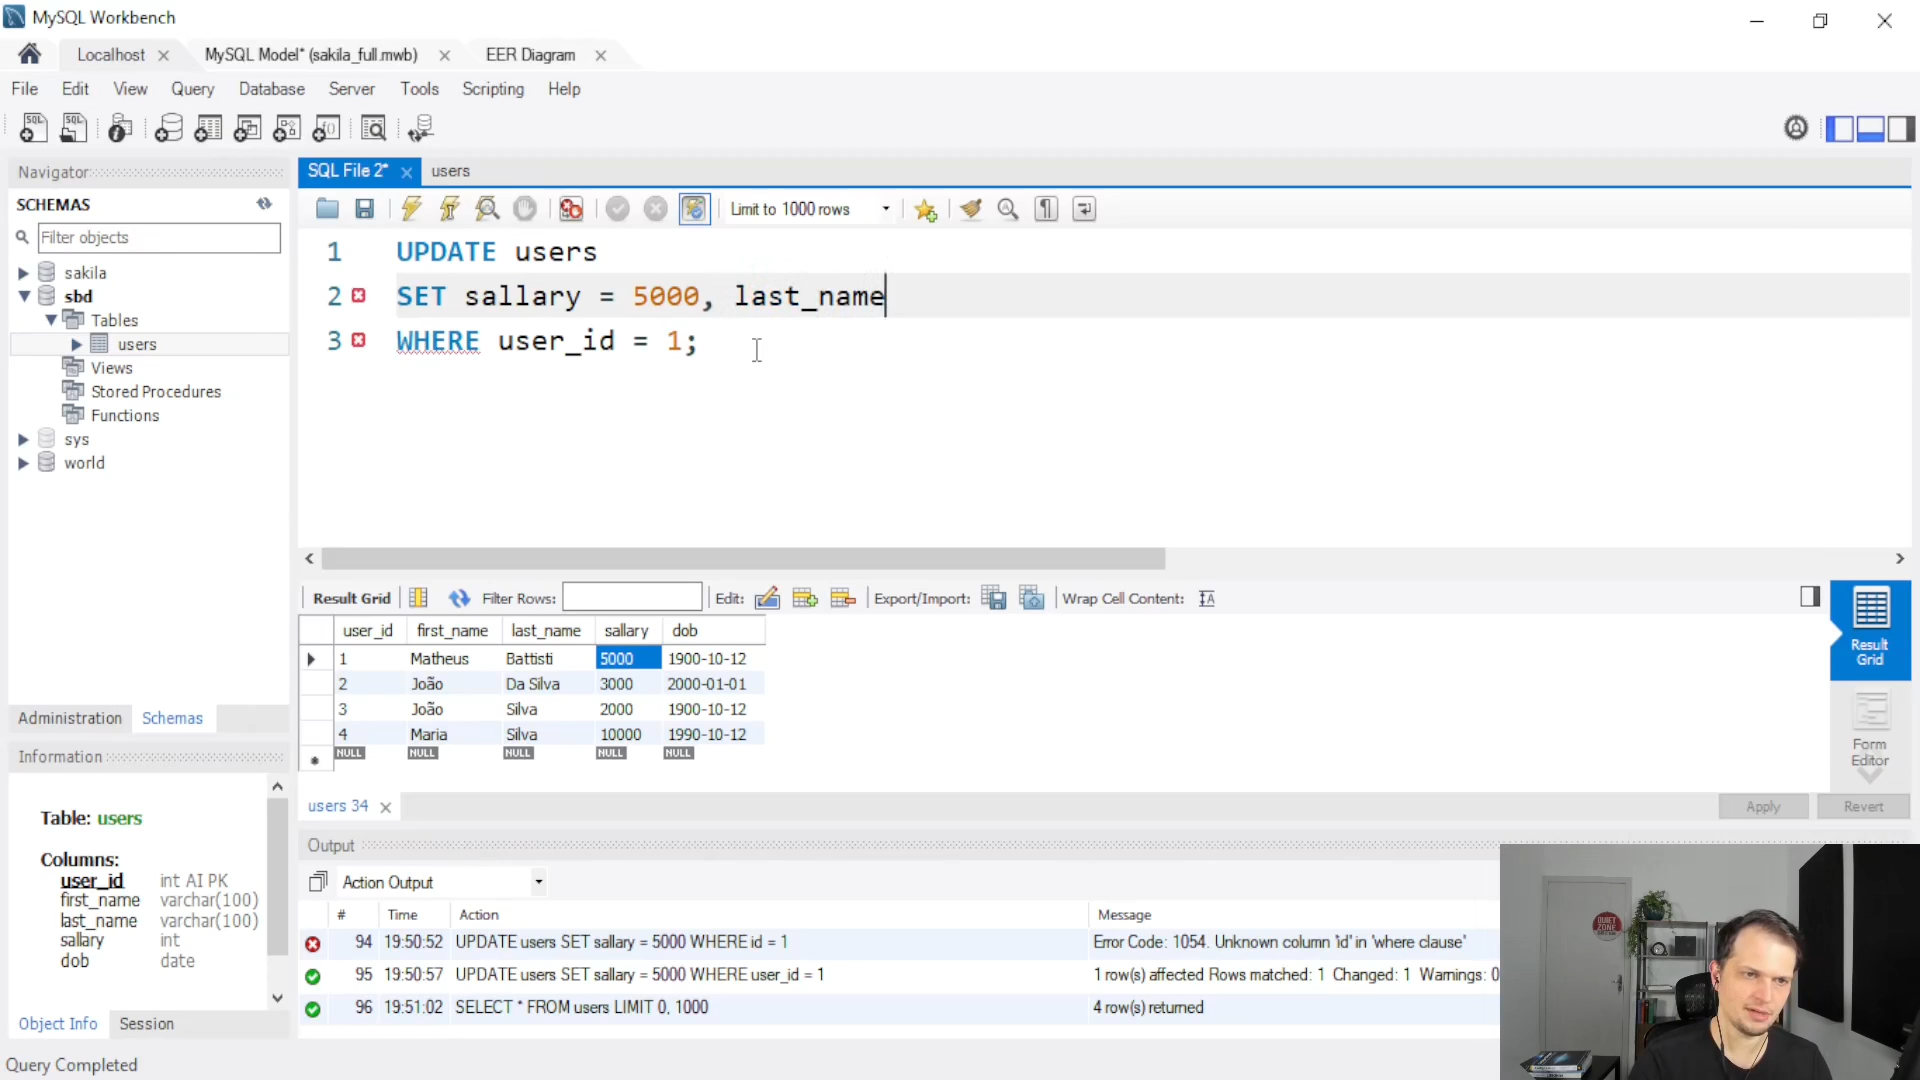 MySQL Workbench
Localhost
MySQL Model* (sakila_full.mwb)
EER Diagram
File Edit View Query Database Server Tools Scripting Help
Navigator
SCHEMAS
Filter objects
sakila
sbd
Tables
users
Views
Stored Procedures
Functions
sys
world
Administration Schemas
Information
Table: users
Columns:
user_id int AI PK
first_name varchar(100)
last_name varchar(100)
sallary int
dob date
Object Info Session
Query Completed
SQL File 2* users
Limit to 1000 rows
1 UPDATE users
2 SET sallary = 5000, last_name
3 WHERE user_id = 1;
Result Grid Filter Rows: Edit: Export/Import: Wrap Cell Content:
user_id first_name last_name sallary dob
1 Matheus Battisti 5000 1900-10-12
2 João Da Silva 3000 2000-01-01
3 João Silva 2000 1900-10-12
4 Maria Silva 10000 1990-10-12
NULL NULL NULL NULL NULL
Result
Grid
Form
Editor
users 34
Apply Revert
Output
Action Output
# Time Action Message
94 19:50:52 UPDATE users SET sallary = 5000 WHERE id = 1 Error Code: 1054. Unknown column 'id' in 'where clause'
95 19:50:57 UPDATE users SET sallary = 5000 WHERE user_id = 1 1 row(s) affected Rows matched: 1 Changed: 1 Warnings: 0
96 19:51:02 SELECT * FROM users LIMIT 0, 1000 4 row(s) returned
QUIET
ZONE